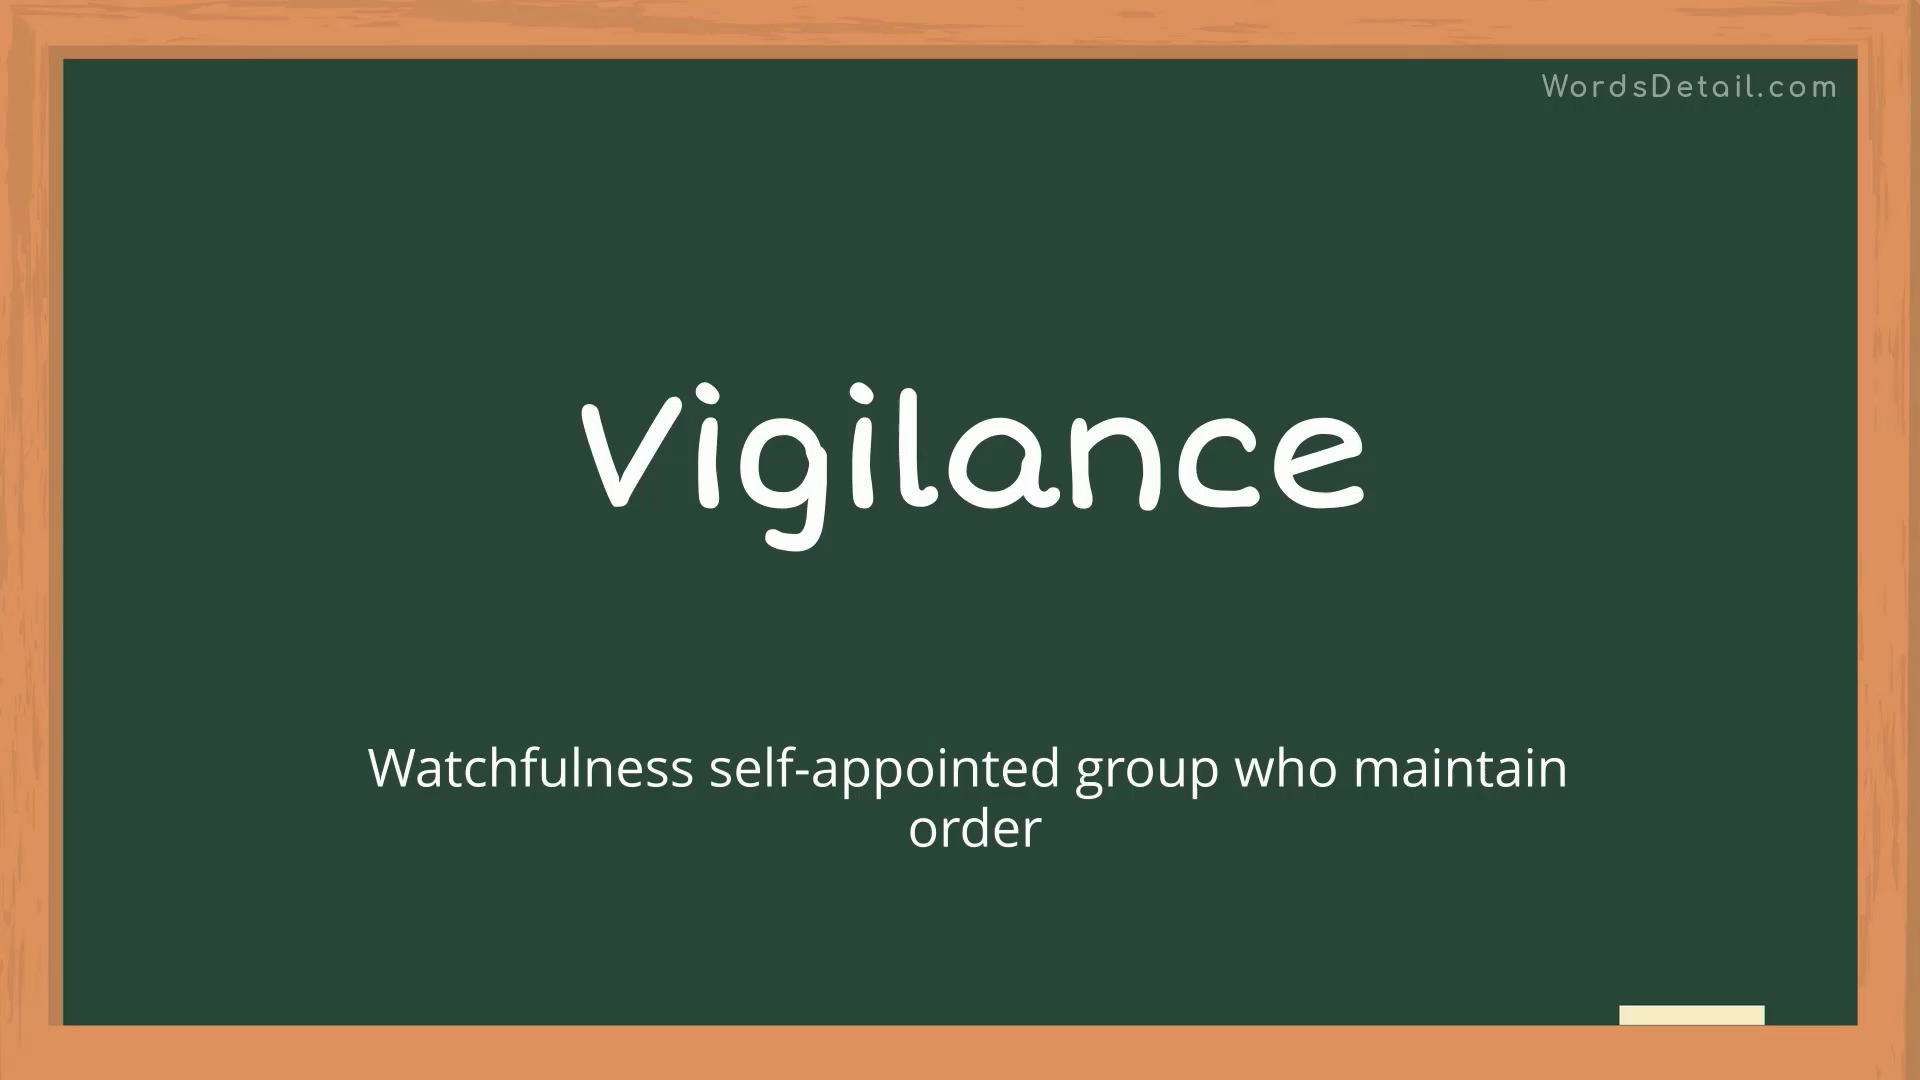 WordsDetail.com
Vigilance
Watchfulness self-appointed group who maintain
order